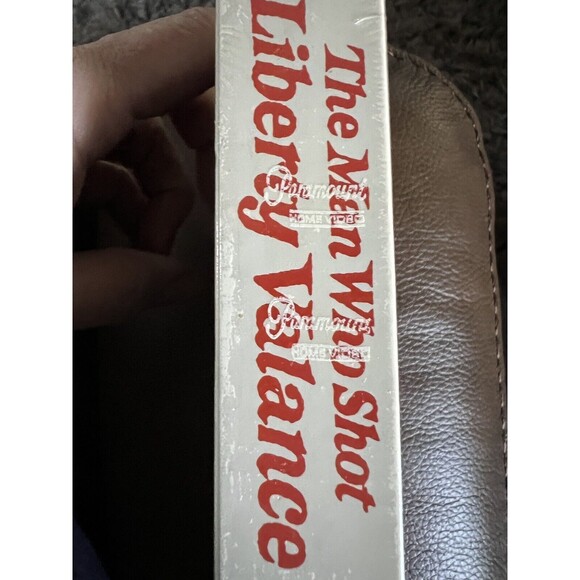 The Man Who Shot
Liberty Valance
Paramount
HOME VIDEO
Paramount
HOME VIDEO